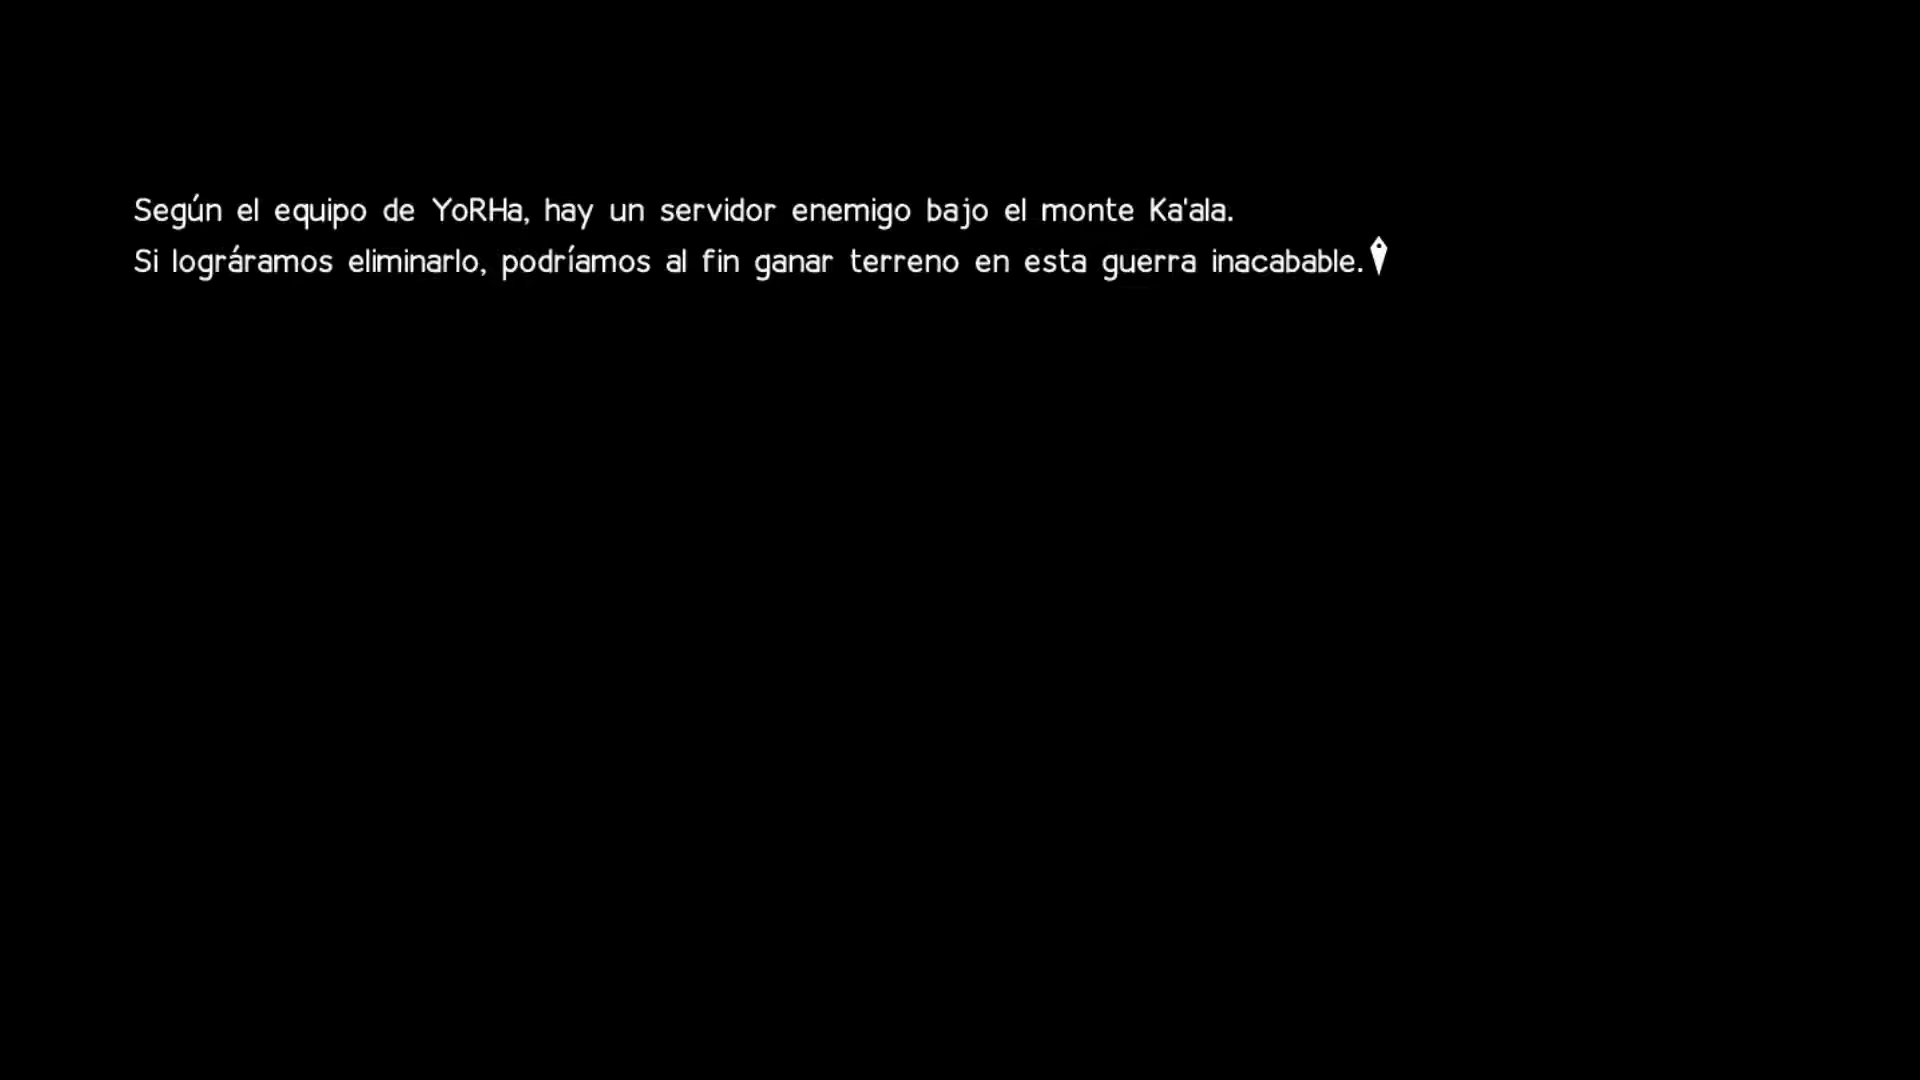 Según el equipo de YoRHa, hay un servidor enemigo bajo el monte Ka'ala.
Si lográramos eliminarlo, podríamos al fin ganar terreno en esta guerra inacabable.